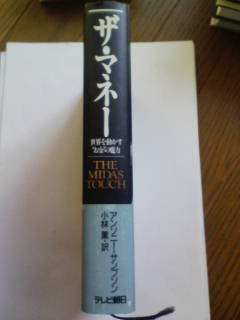 ザ・マネー
世界を動かす
“お金”の魔力
THE
MIDAS
TOUCH
アンソニー・サンプソン
小林薫・訳
テレビ朝日